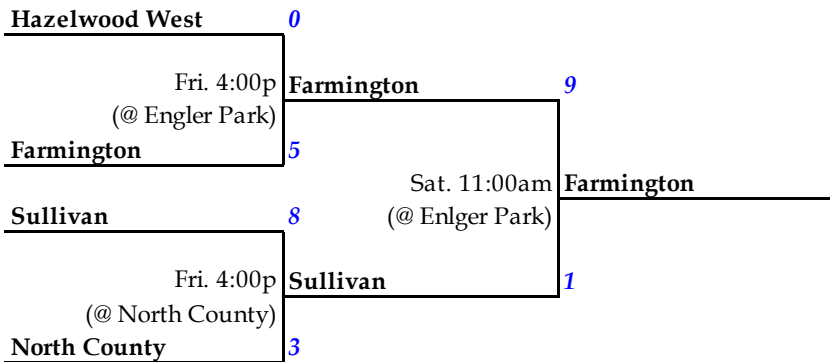 Hazelwood West 0
Fri. 4:00p Farmington 9
(@ Engler Park)
Farmington 5
Sat. 11:00am Farmington
Sullivan 8 (@ Enlger Park)
Fri. 4:00p Sullivan 1
(@ North County)
North County 3